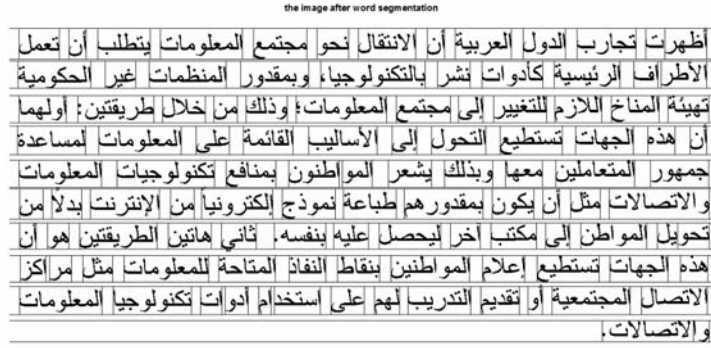 the image after word segmentation
أظهرت تجارب الدول العربية أن الانتقال نحو مجتمع المعلومات يتطلب أن تعمل
الأطراف الرئيسية كأدوات نشر بالتكنولوجيا، وبمقدور المنظمات غير الحكومية
تهيئة المناخ اللازم للتغيير إلى مجتمع المعلومات؛ وذلك من خلال طريقتين: أولهما
أن هذه الجهات تستطيع التحول إلى الأساليب القائمة على المعلومات لمساعدة
جمهور المتعاملين معها وبذلك يشعر المواطنون بمنافع تكنولوجيات المعلومات
والاتصالات مثل أن يكون بمقدورهم طباعة نموذج إلكترونياً من الإنترنت بدلاً من
تحويل المواطن إلى مكتب آخر ليحصل عليه بنفسه. ثاني هاتين الطريقتين هو أن
هذه الجهات تستطيع إعلام المواطنين بنقاط النفاذ المتاحة للمعلومات مثل مراكز
الاتصال المجتمعية أو تقديم التدريب لهم على استخدام أدوات تكنولوجيا المعلومات
والاتصالات.